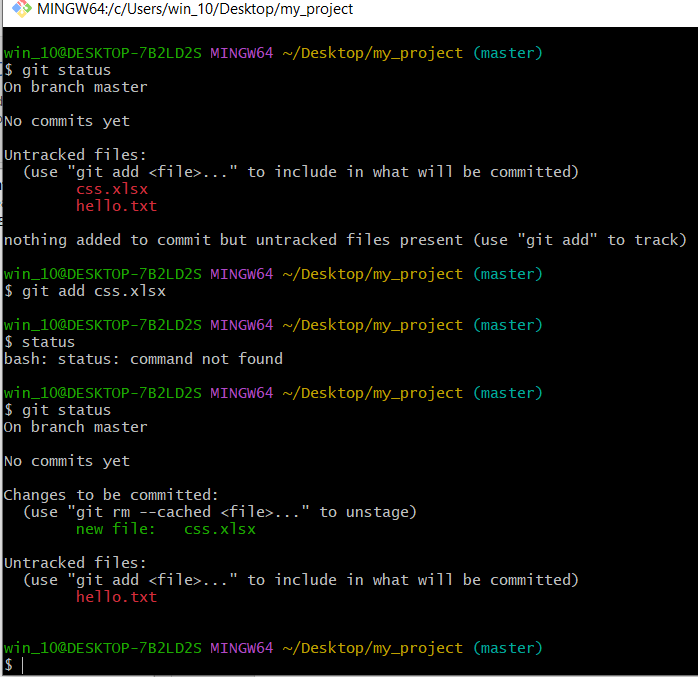 MINGW64:/c/Users/win_10/Desktop/my_project
win_10@DESKTOP-7B2LD2S MINGW64 ~/Desktop/my_project (master)
$ git status
On branch master
No commits yet
Untracked files:
  (use "git add <file>..." to include in what will be committed)
        css.xlsx
        hello.txt
nothing added to commit but untracked files present (use "git add" to track)
win_10@DESKTOP-7B2LD2S MINGW64 ~/Desktop/my_project (master)
$ git add css.xlsx
win_10@DESKTOP-7B2LD2S MINGW64 ~/Desktop/my_project (master)
$ status
bash: status: command not found
win_10@DESKTOP-7B2LD2S MINGW64 ~/Desktop/my_project (master)
$ git status
On branch master
No commits yet
Changes to be committed:
  (use "git rm --cached <file>..." to unstage)
        new file:   css.xlsx
Untracked files:
  (use "git add <file>..." to include in what will be committed)
        hello.txt
win_10@DESKTOP-7B2LD2S MINGW64 ~/Desktop/my_project (master)
$